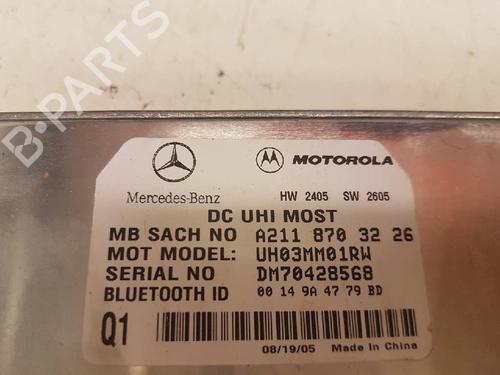 B-PARTS
MOTOROLA
Mercedes-Benz
HW 2405 SW 2605
DC UHI MOST
MB SACH NO A211 870 32 26
MOT MODEL: UH03MM01RW
SERIAL NO DM70428568
BLUETOOTH ID 00 14 9A 47 79 BD
Q1
08/19/05 Made In China